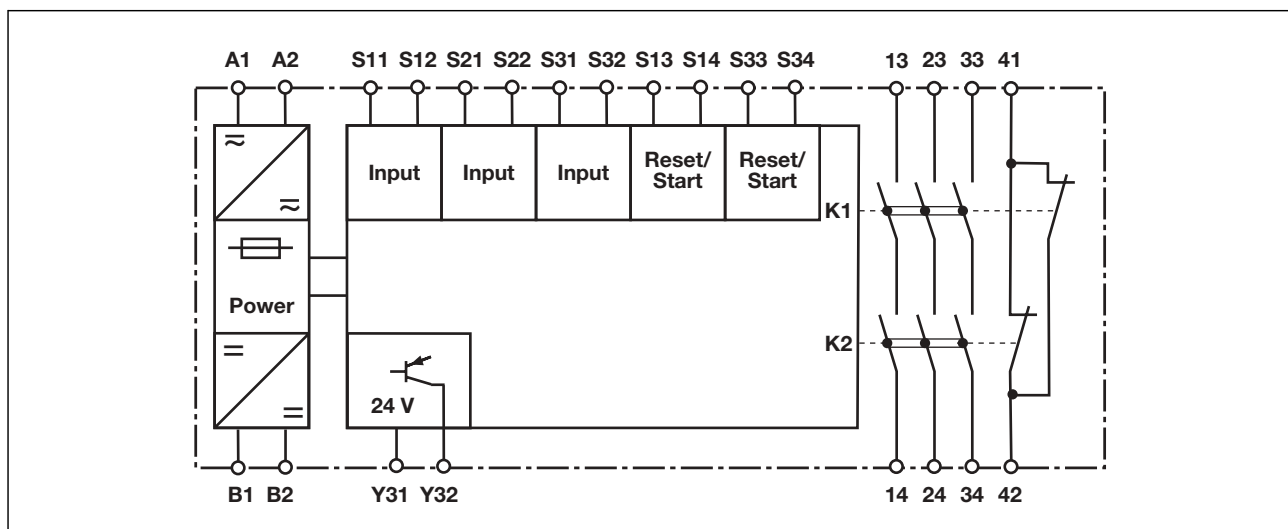 A1 A2 S11 S12 S21 S22 S31 S32 S13 S14 S33 S34 13 23 33 41
Input Input Input Reset/ Reset/
Start Start
K1
Power
K2
24 V
B1 B2 Y31 Y32 14 24 34 42